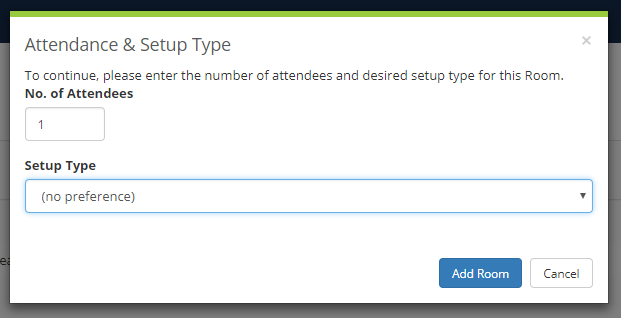 Attendance & Setup Type
×
To continue, please enter the number of attendees and desired setup type for this Room.
No. of Attendees
1
Setup Type
(no preference)
Add Room
Cancel